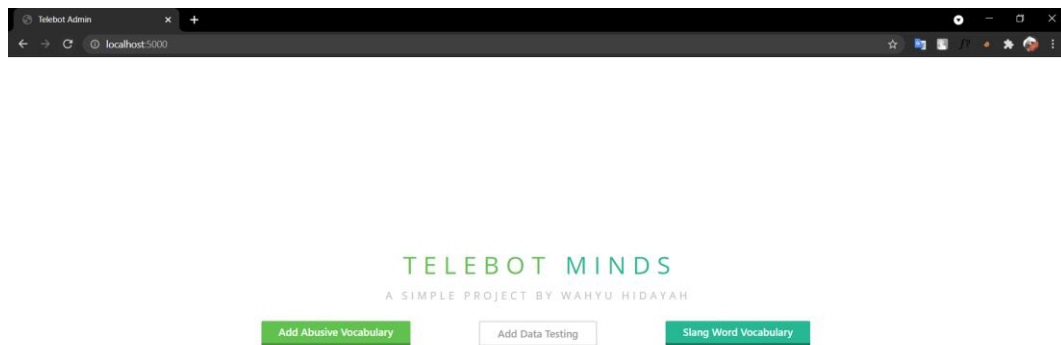 Telebot Admin
localhost:5000
TELEBOT MINDS
A SIMPLE PROJECT BY WAHYU HIDAYAH
Add Abusive Vocabulary
Add Data Testing
Slang Word Vocabulary